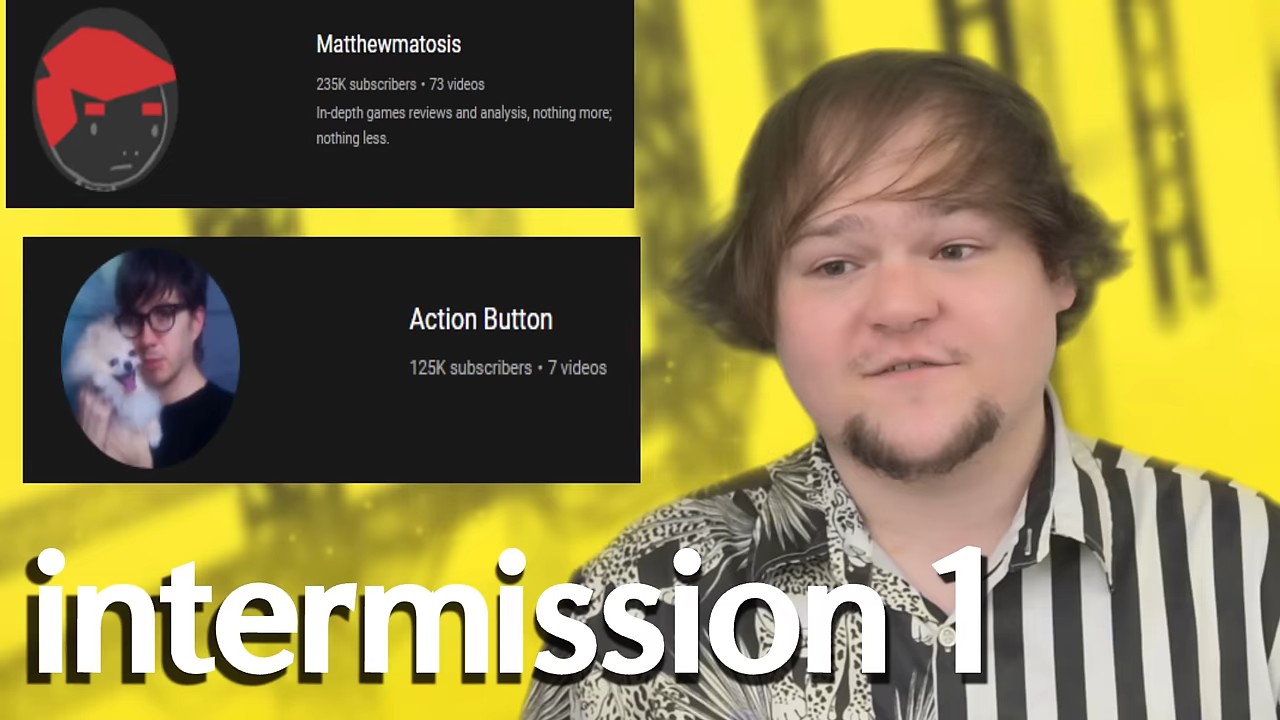 Matthewmatosis
235K subscribers • 73 videos
In-depth games reviews and analysis, nothing more;
nothing less.
Action Button
125K subscribers • 7 videos
intermission 1